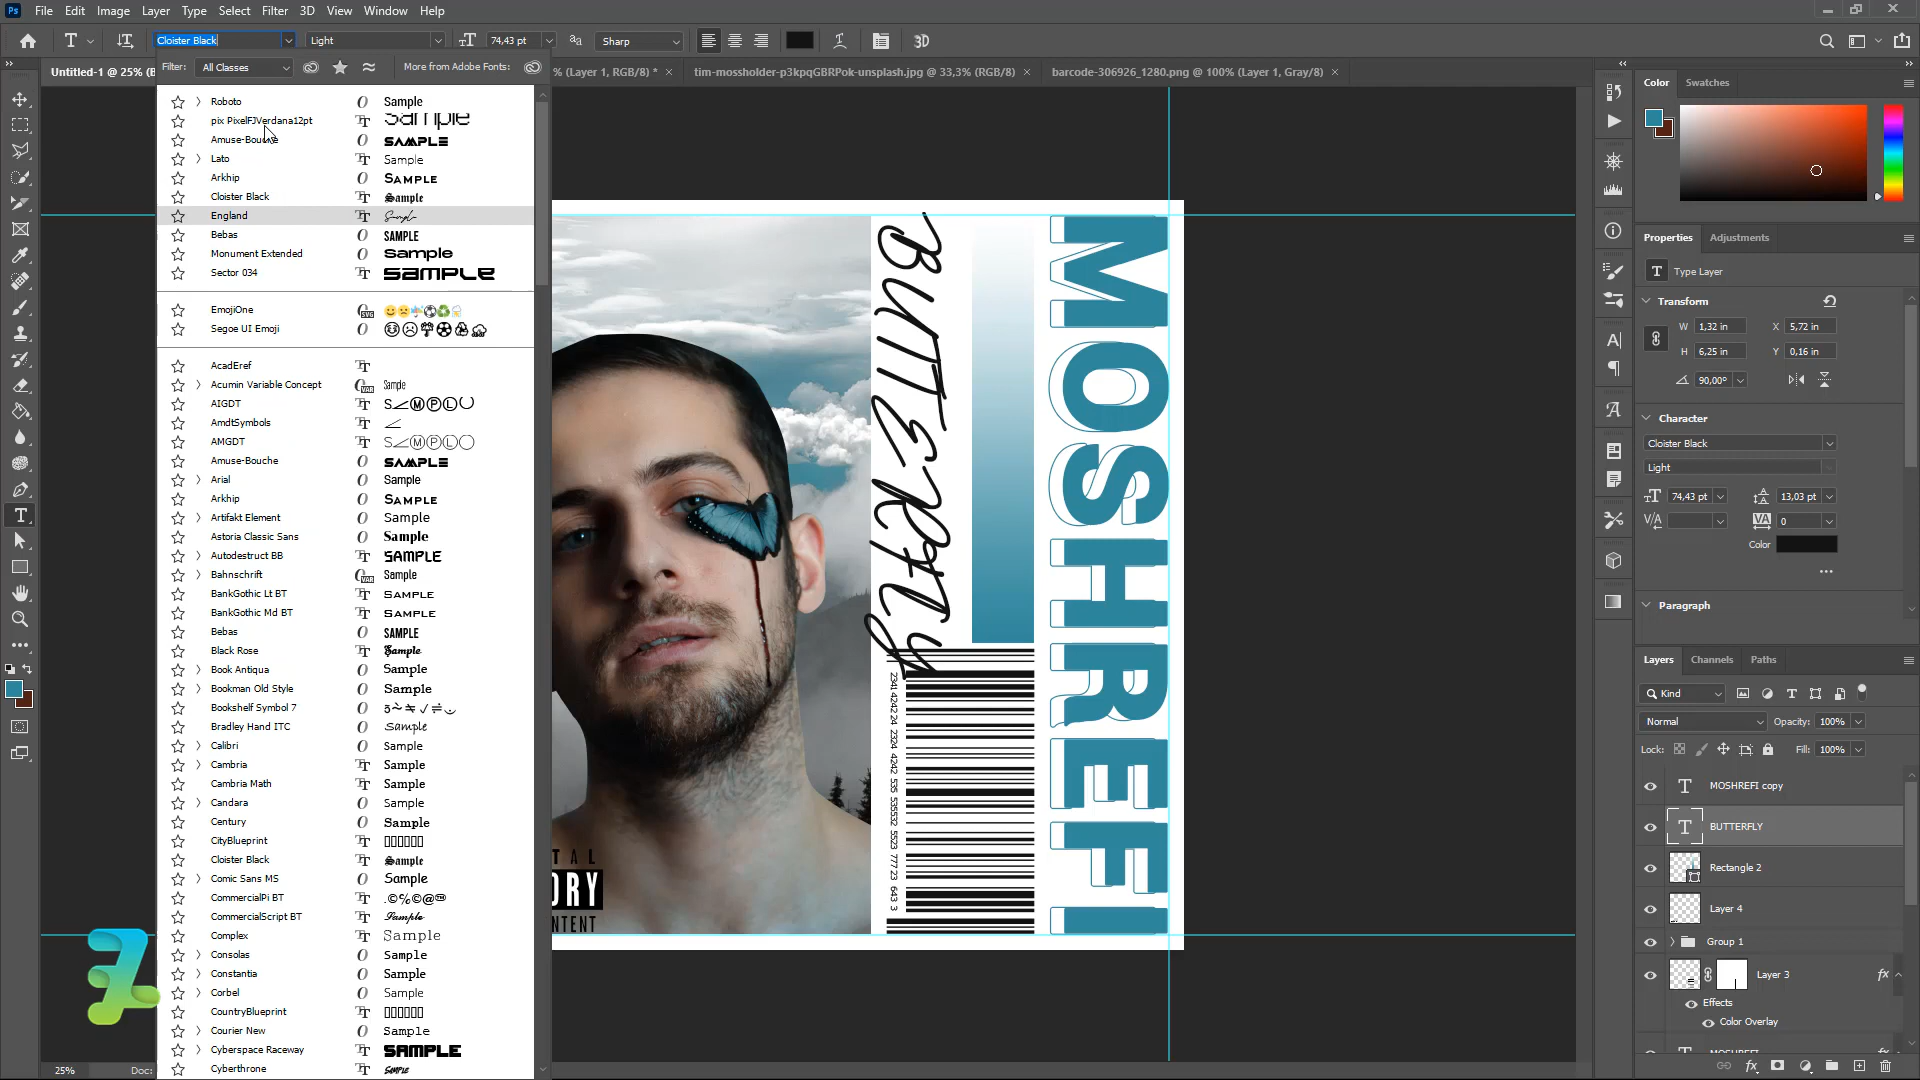 Ps File Edit Image Layer Type Select Filter 3D View Window Help
Cloister Black Light 74,43 pt Sharp 3D
Untitled-1 @ 25% (B % (Layer 1, RGB/8) * tim-mossholder-p3kpqGBRPok-unsplash.jpg @ 33,3% (RGB/8) barcode-306926_1280.png @ 100% (Layer 1, Gray/8)
Filter: All Classes More from Adobe Fonts:
Roboto Sample
pix PixelFJVerdana12pt Sample
Amuse-Bouche SAMPLE
Lato Sample
Arkhip SAMPLE
Cloister Black Sample
England Sample
Bebas SAMPLE
Monument Extended Sample
Sector 034 SAMPLE
EmojiOne
Segoe UI Emoji
AcadEref
Acumin Variable Concept Sample
AIGDT
AmdtSymbols
AMGDT
Amuse-Bouche SAMPLE
Arial Sample
Arkhip SAMPLE
Artifakt Element Sample
Astoria Classic Sans Sample
Autodestruct BB SAMPLE
Bahnschrift Sample
BankGothic Lt BT SAMPLE
BankGothic Md BT SAMPLE
Bebas SAMPLE
Black Rose Sample
Book Antiqua Sample
Bookman Old Style Sample
Bookshelf Symbol 7
Bradley Hand ITC Sample
Calibri Sample
Cambria Sample
Cambria Math Sample
Candara Sample
Century Sample
CityBlueprint
Cloister Black Sample
Comic Sans MS Sample
CommercialPi BT
CommercialScript BT Sample
Complex Sample
Consolas Sample
Constantia Sample
Corbel Sample
CountryBlueprint
Courier New Sample
Cyberspace Raceway SAMPLE
Cyberthrone SAMPLE
BUTTERFLY
MOSHREFI
TAL
ORY
NTENT
25% Doc:
Color Swatches
Properties Adjustments
T Type Layer
Transform
W 1,32 in X 5,72 in
H 6,25 in Y 0,16 in
90,00°
Character
Cloister Black
Light
74,43 pt 13,03 pt
0
Color
Paragraph
Layers Channels Paths
Kind
Normal Opacity: 100%
Lock: Fill: 100%
MOSHREFI copy
BUTTERFLY
Rectangle 2
Layer 4
Group 1
Layer 3 fx
Effects
Color Overlay
MOSHREFI